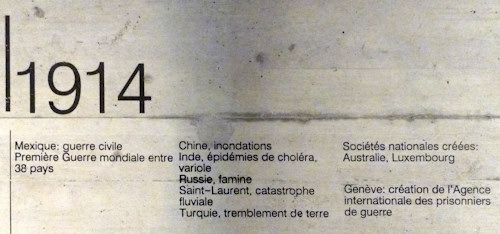 1914
Mexique: guerre civile
Première Guerre mondiale entre
38 pays
Chine, inondations
Inde, épidémies de choléra,
variole
Russie, famine
Saint-Laurent, catastrophe
fluviale
Turquie, tremblement de terre
Sociétés nationales créées:
Australie, Luxembourg
Genève: création de l'Agence
internationale des prisonniers
de guerre